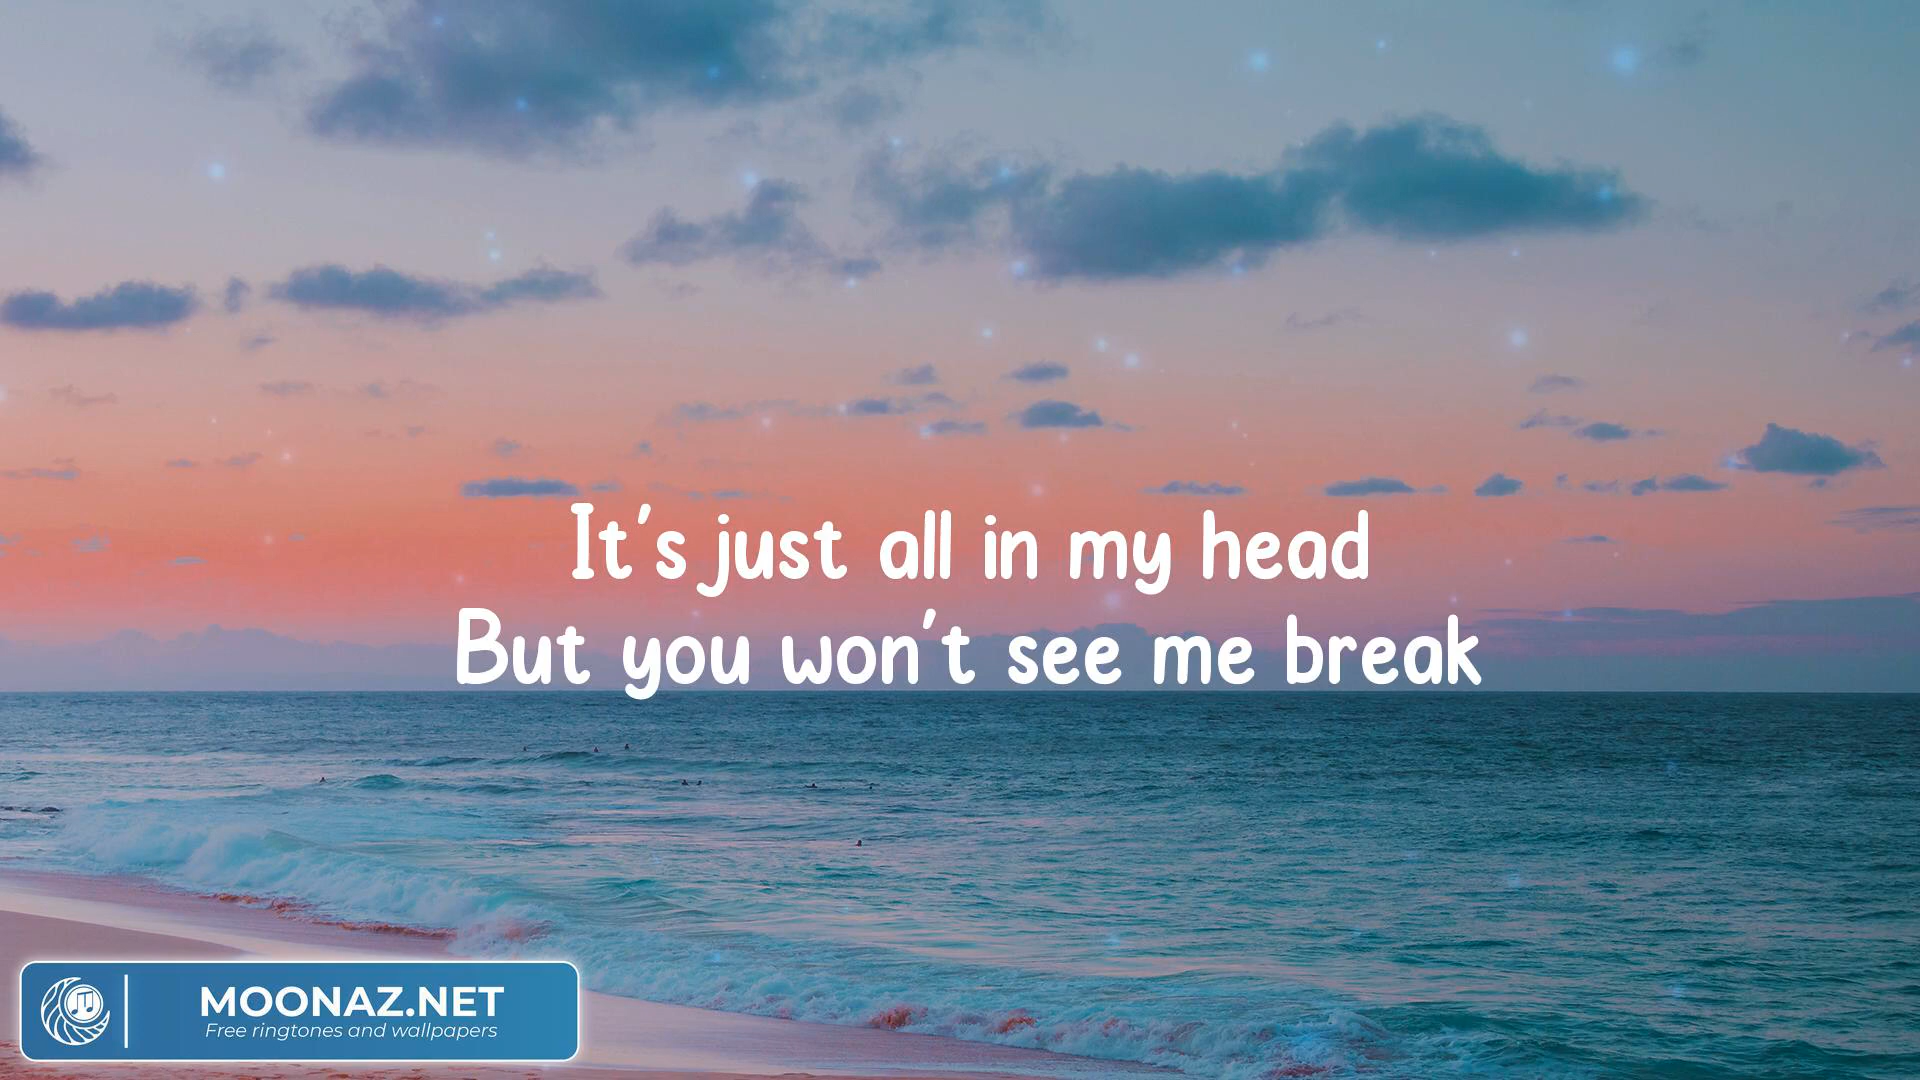 It's just all in my head
But you won't see me break
MOONAZ.NET
Free ringtones and wallpapers